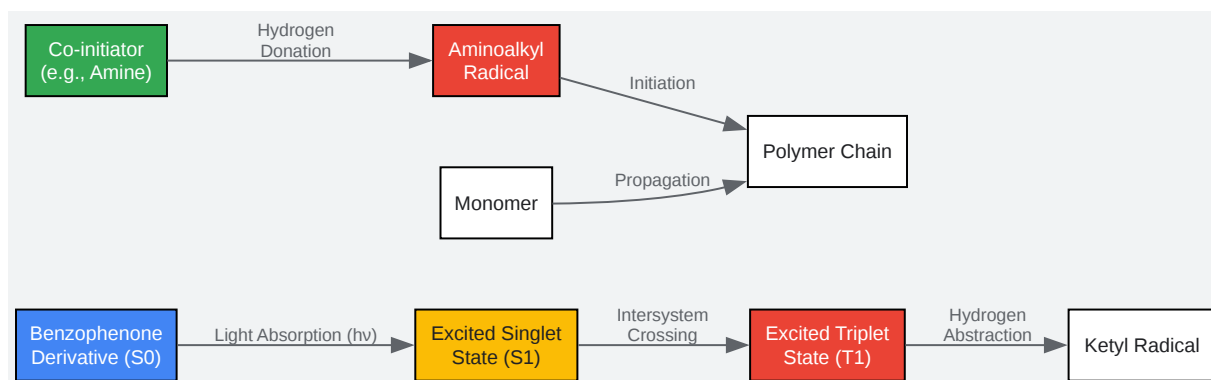 Co-initiator
(e.g., Amine)
Hydrogen
Donation
Aminoalkyl
Radical
Initiation
Polymer Chain
Monomer
Propagation
Benzophenone
Derivative (S0)
Light Absorption (hν)
Excited Singlet
State (S1)
Intersystem
Crossing
Excited Triplet
State (T1)
Hydrogen
Abstraction
Ketyl Radical